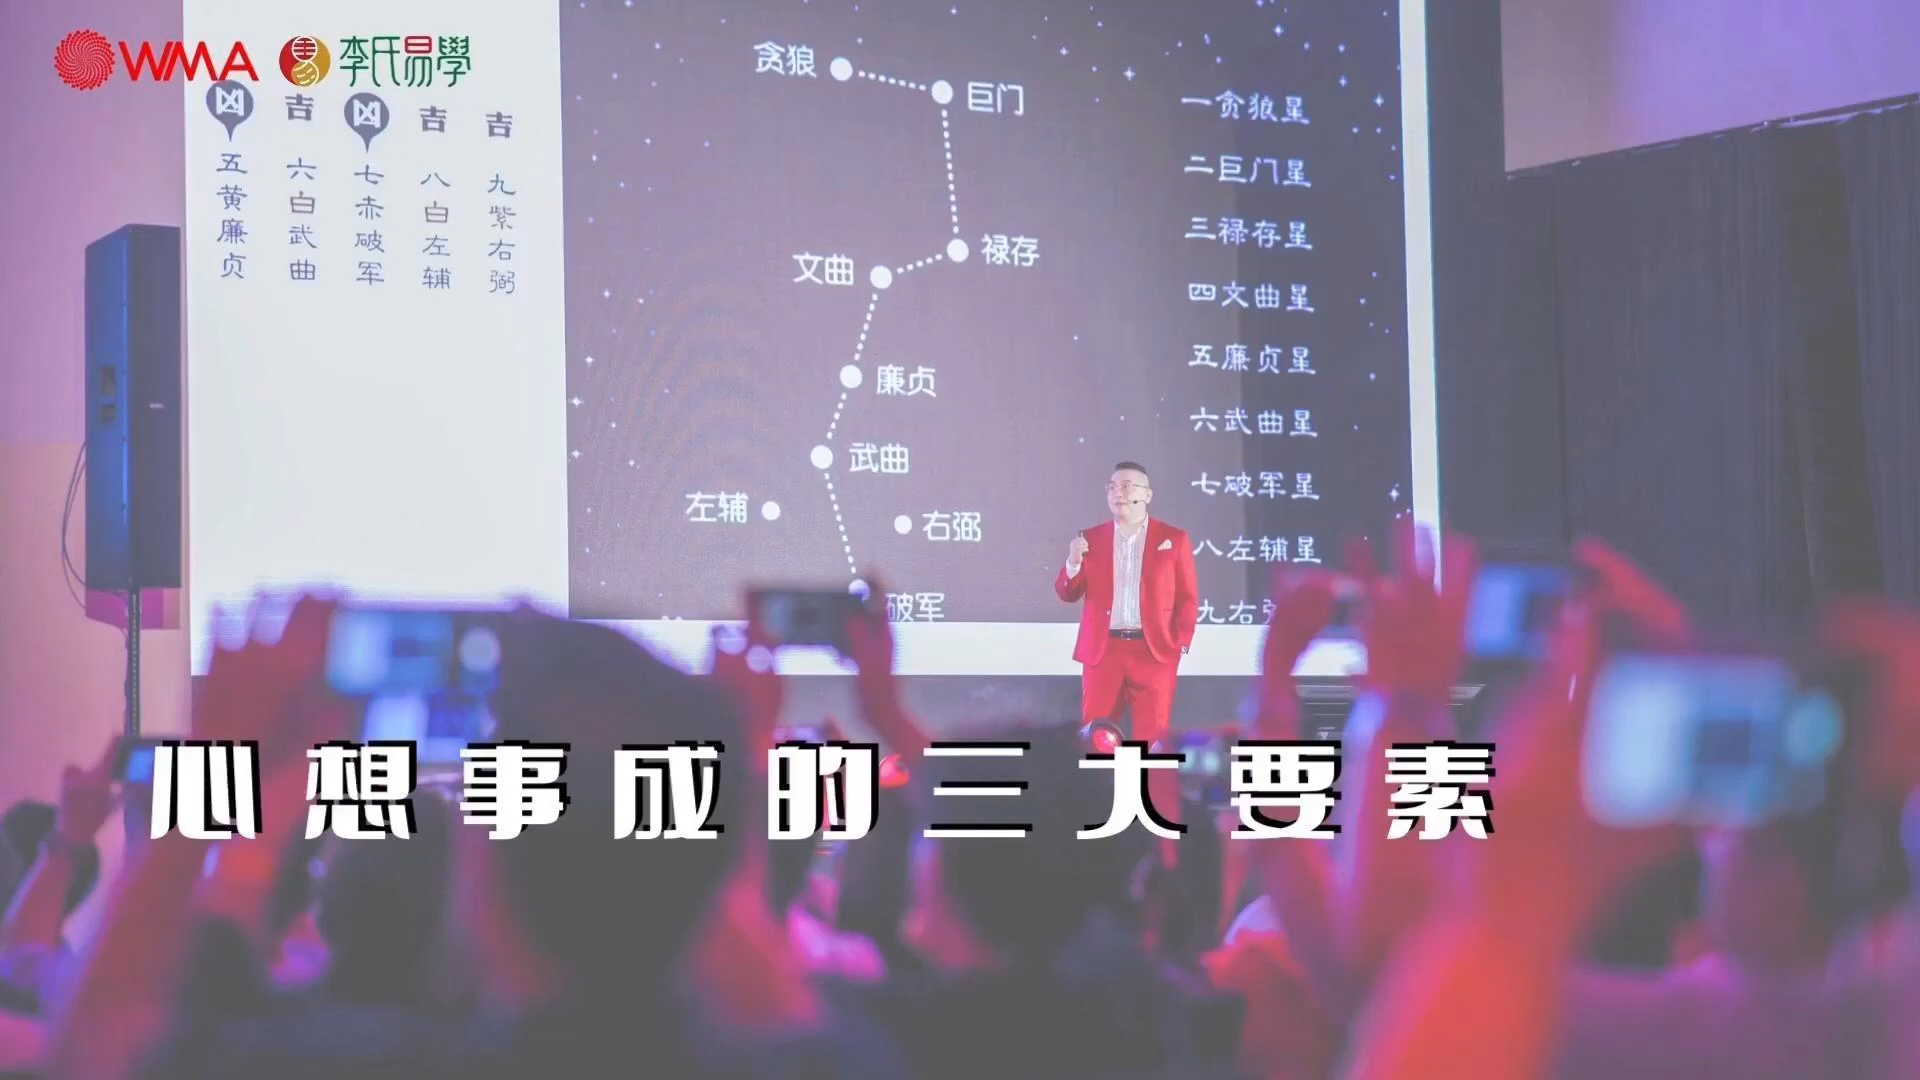 WMA 李氏易學
凶 吉 凶 吉 吉
五黄廉贞
六白武曲
七赤破军
八白左辅
九紫右弼
贪狼
巨门
禄存
文曲
廉贞
武曲
左辅
右弼
破军
一贪狼星
二巨门星
三禄存星
四文曲星
五廉贞星
六武曲星
七破军星
八左辅星
九右弼
心想事成的三大要素